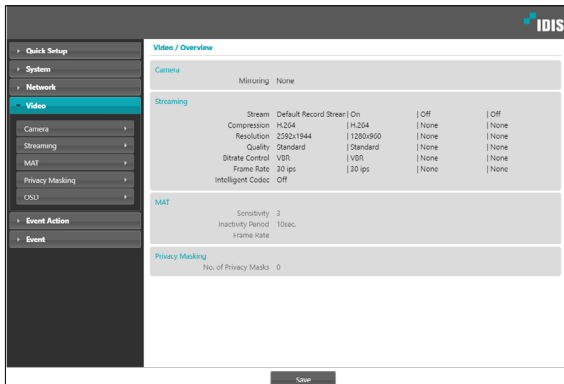 IDIS
Quick Setup
System
Network
Video
Camera
Streaming
MAT
Privacy Masking
OSD
Event Action
Event
Video / Overview
Camera
Mirroring None
Streaming
Stream Default Record Stream | On | Off | Off
Compression H.264 | H.264 | None | None
Resolution 2592x1944 | 1280x960 | None | None
Quality Standard | Standard | None | None
Bitrate Control VBR | VBR | None | None
Frame Rate 30 ips | 30 ips | None | None
Intelligent Codec Off
MAT
Sensitivity 3
Inactivity Period 10sec.
Frame Rate
Privacy Masking
No. of Privacy Masks 0
Save